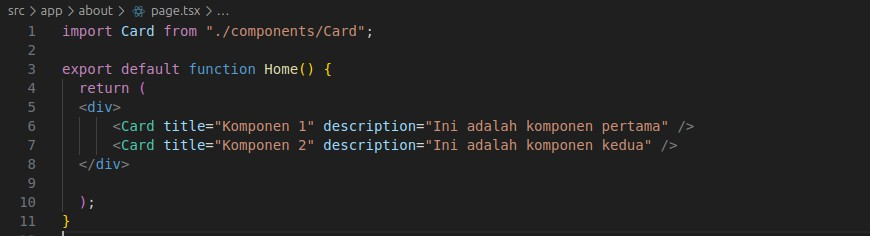 src > app > about > page.tsx > ...
1 import Card from "./components/Card";
2
3 export default function Home() {
4 return (
5 <div>
6 <Card title="Komponen 1" description="Ini adalah komponen pertama" />
7 <Card title="Komponen 2" description="Ini adalah komponen kedua" />
8 </div>
9
10 );
11 }